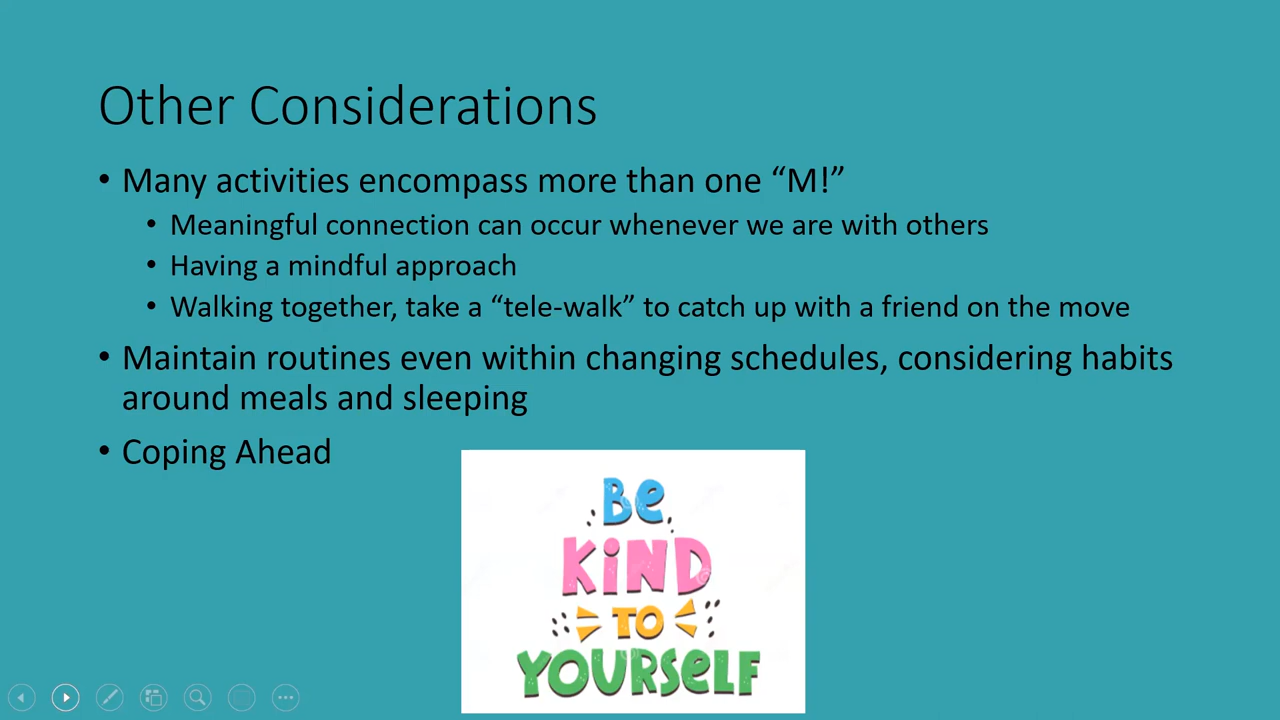 Other Considerations
• Many activities encompass more than one “M!”
• Meaningful connection can occur whenever we are with others
• Having a mindful approach
• Walking together, take a “tele-walk” to catch up with a friend on the move
• Maintain routines even within changing schedules, considering habits
around meals and sleeping
• Coping Ahead
Be
KiND
TO
YOURSeLF